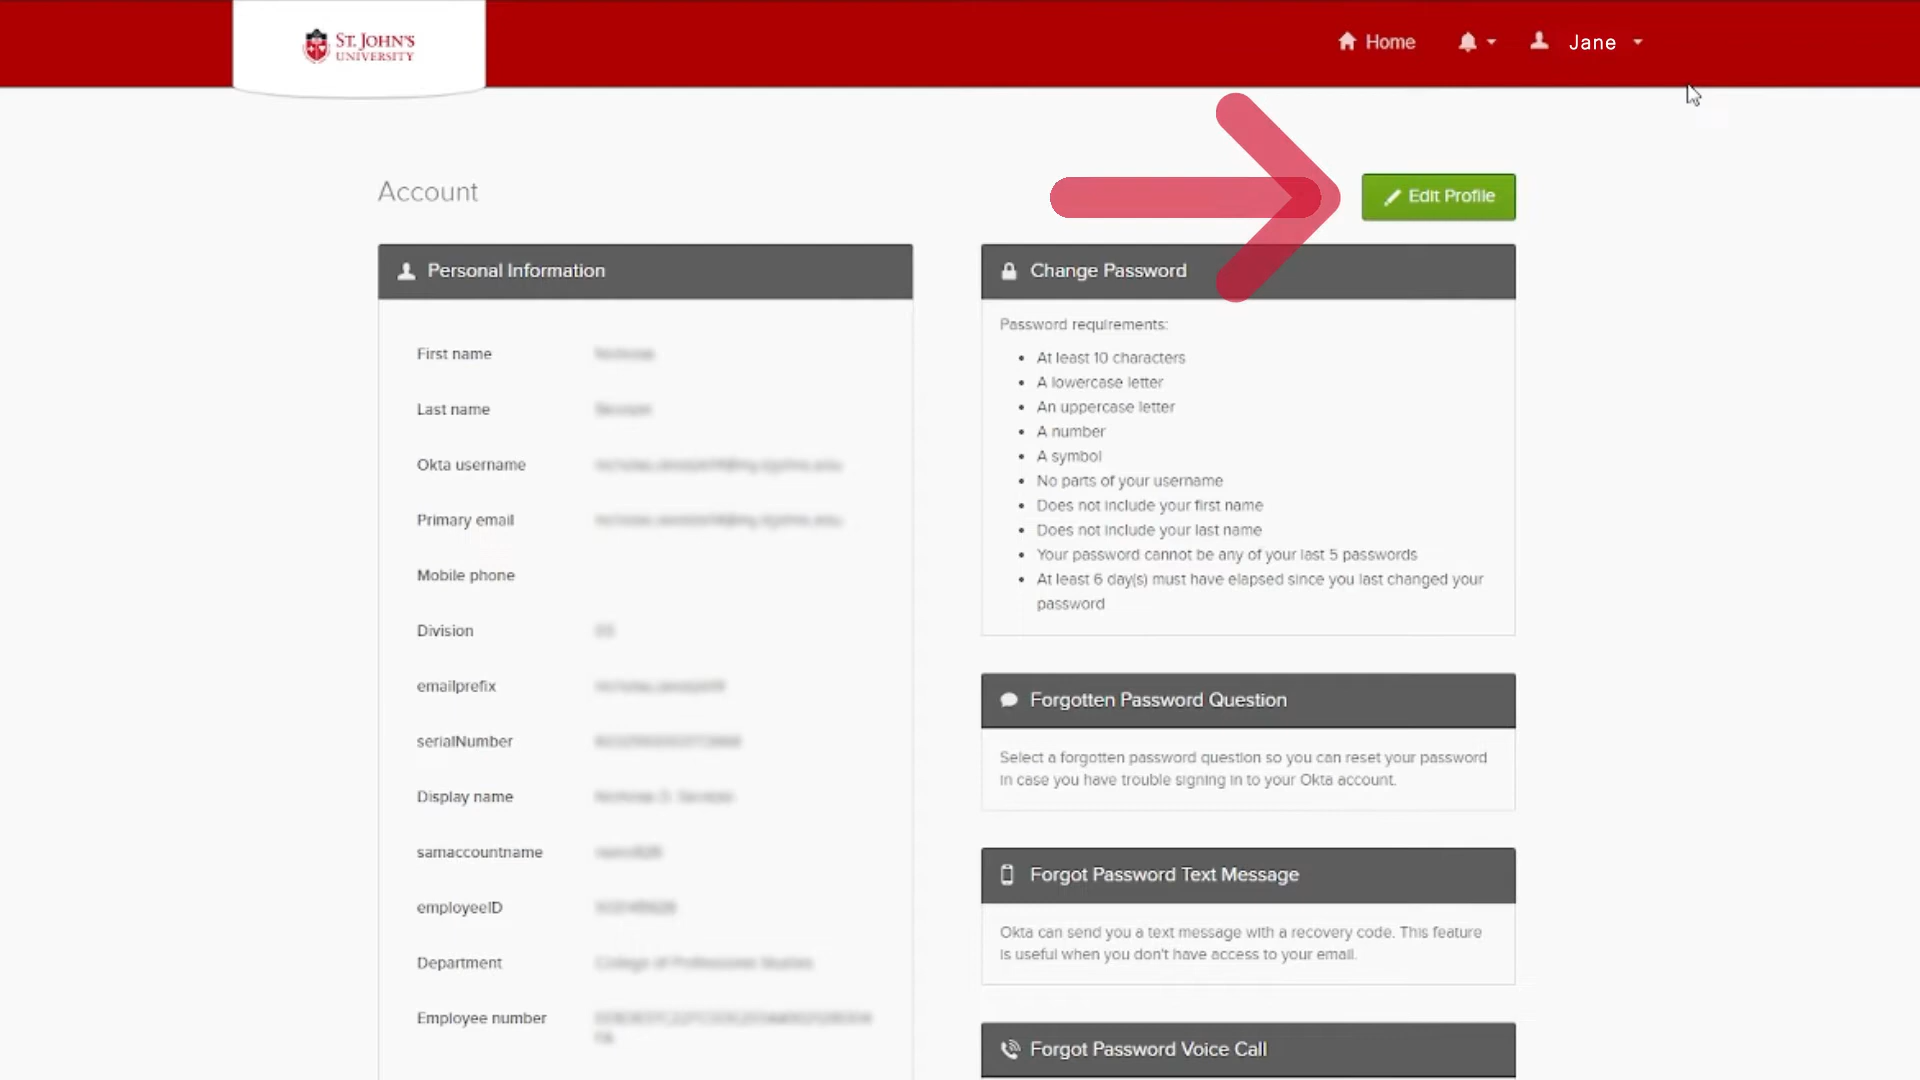 ST. JOHN'S
UNIVERSITY
Home
Jane
Account
Edit Profile
Personal Information
First name
Last name
Okta username
Primary email
Mobile phone
Division
emailprefix
serialNumber
Display name
samaccountname
employeeID
Department
Employee number
Change Password
Password requirements:
• At least 10 characters
• A lowercase letter
• An uppercase letter
• A number
• A symbol
• No parts of your username
• Does not include your first name
• Does not include your last name
• Your password cannot be any of your last 5 passwords
• At least 6 day(s) must have elapsed since you last changed your
password
Forgotten Password Question
Select a forgotten password question so you can reset your password
in case you have trouble signing in to your Okta account.
Forgot Password Text Message
Okta can send you a text message with a recovery code. This feature
is useful when you don't have access to your email.
Forgot Password Voice Call